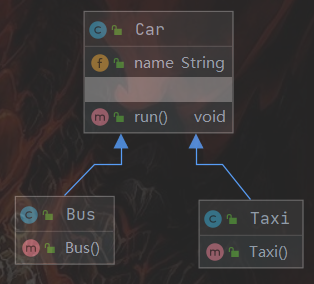 Car
name String
run() void
Bus
Bus()
Taxi
Taxi()